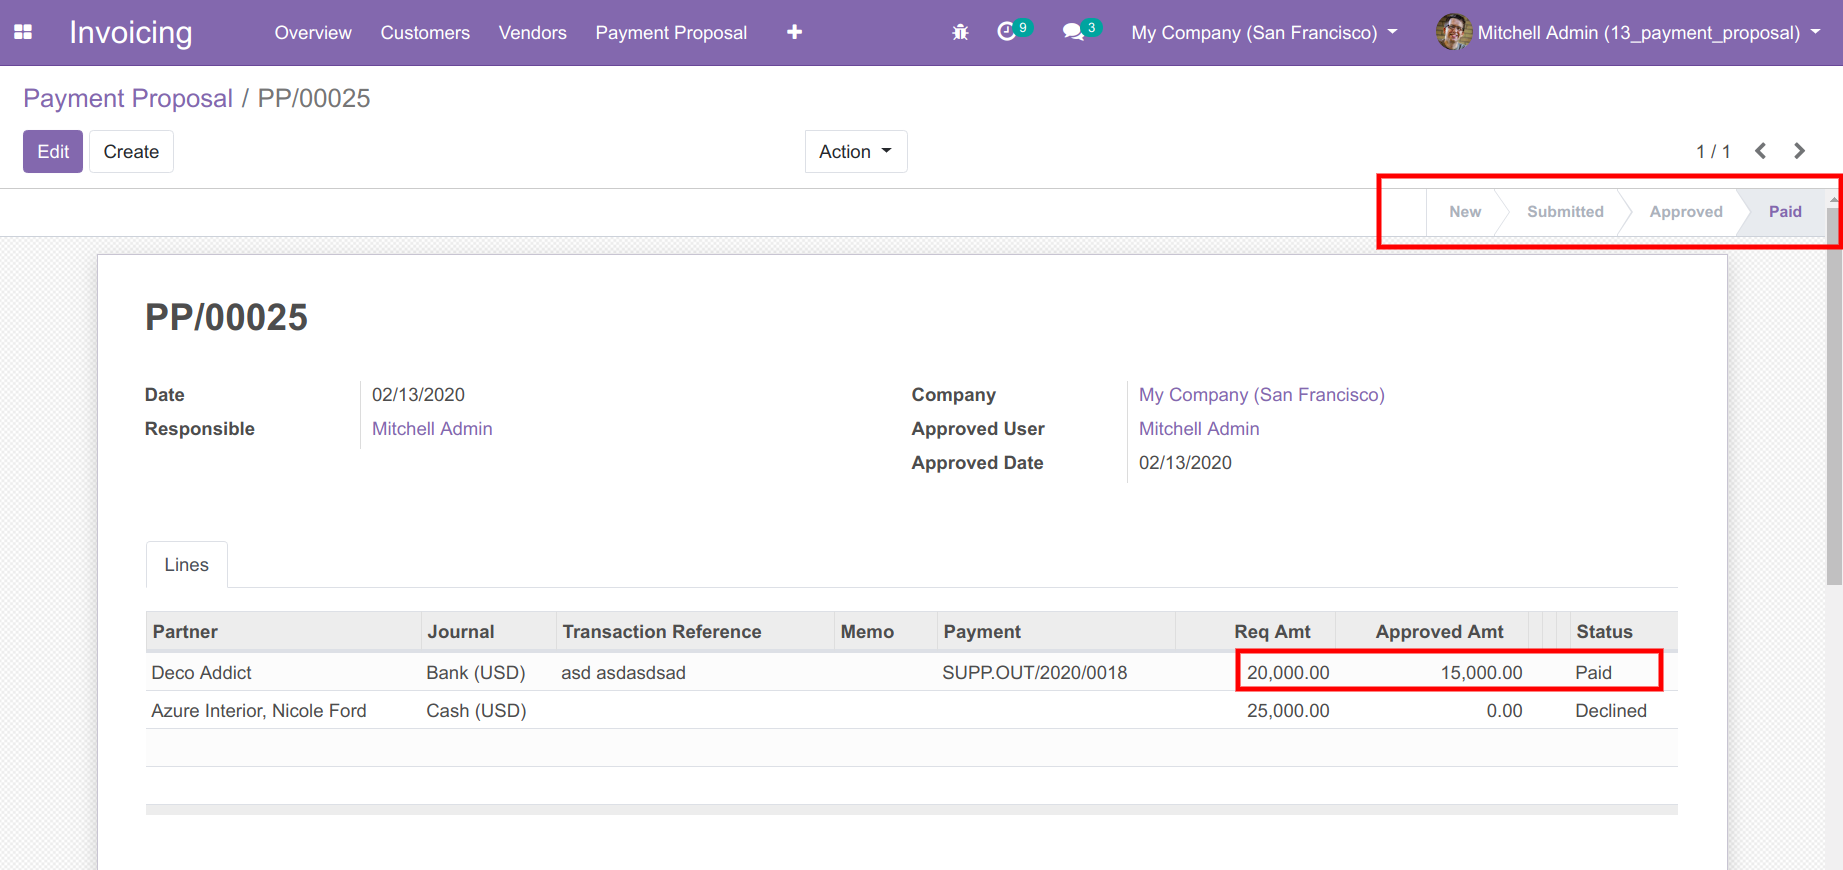 Invoicing Overview Customers Vendors Payment Proposal 9 3 My Company (San Francisco) Mitchell Admin (13_payment_proposal)
Payment Proposal / PP/00025
Edit Create Action 1 / 1
New Submitted Approved Paid
PP/00025
Date 02/13/2020 Company My Company (San Francisco)
Responsible Mitchell Admin Approved User Mitchell Admin
Approved Date 02/13/2020
Lines
Partner Journal Transaction Reference Memo Payment Req Amt Approved Amt Status
Deco Addict Bank (USD) asd asdasdsad SUPP.OUT/2020/0018 20,000.00 15,000.00 Paid
Azure Interior, Nicole Ford Cash (USD) 25,000.00 0.00 Declined